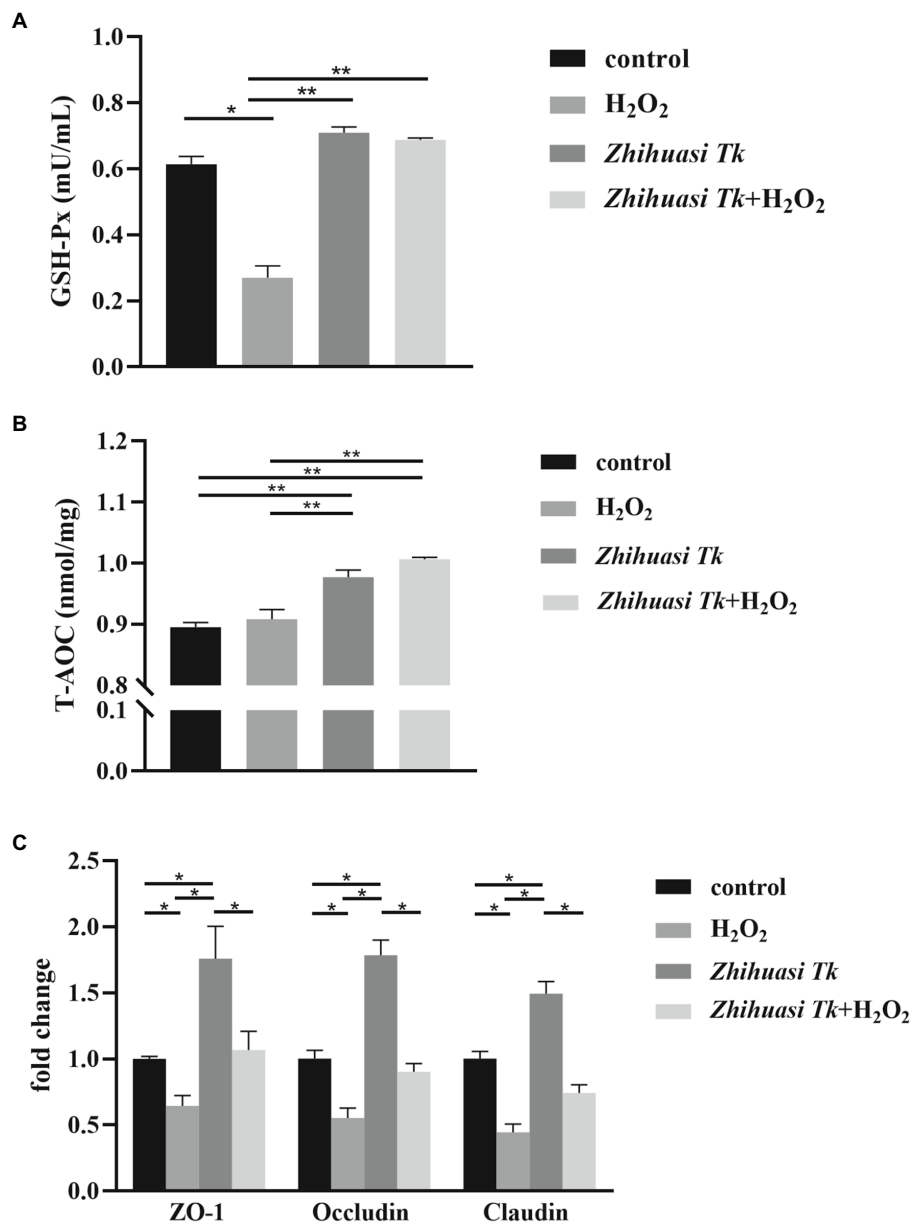 A
GSH-Px (mU/mL)
1.0
0.8
0.6
0.4
0.2
0.0
*
**
**
control
H₂O₂
Zhihuasi Tk
Zhihuasi Tk+H₂O₂
B
T-AOC (nmol/mg)
1.2
1.1
1.0
0.9
0.8
0.1
0.0
**
**
**
**
control
H₂O₂
Zhihuasi Tk
Zhihuasi Tk+H₂O₂
C
fold change
2.5
2.0
1.5
1.0
0.5
0.0
*
*
*
*
*
*
*
*
*
*
*
*
ZO-1
Occludin
Claudin
control
H₂O₂
Zhihuasi Tk
Zhihuasi Tk+H₂O₂